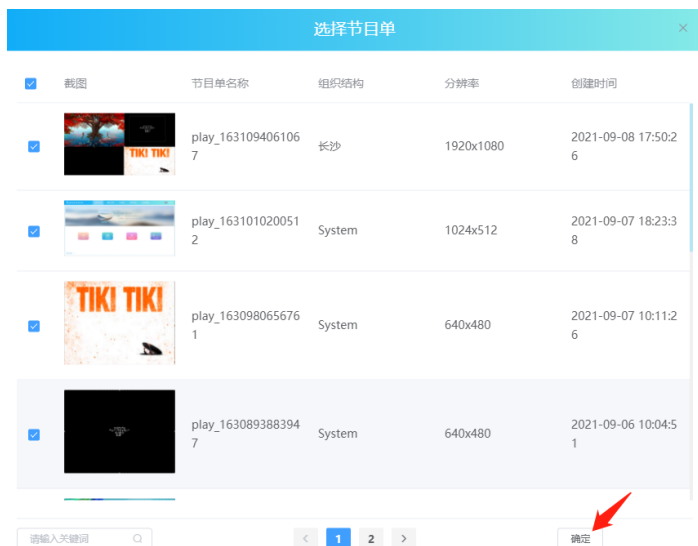 选择节目单
截图 节目单名称 组织结构 分辨率 创建时间
TIKI TIKI
play_163109406106
7
长沙 1920x1080
2021-09-08 17:50:2
6
play_163101020051
2
System 1024x512
2021-09-07 18:23:3
8
TIKI TIKI
play_163098065676
1
System 640x480
2021-09-07 10:11:2
6
play_163089388394
7
System 640x480
2021-09-06 10:04:5
1
请输入关键词 1 2 确定